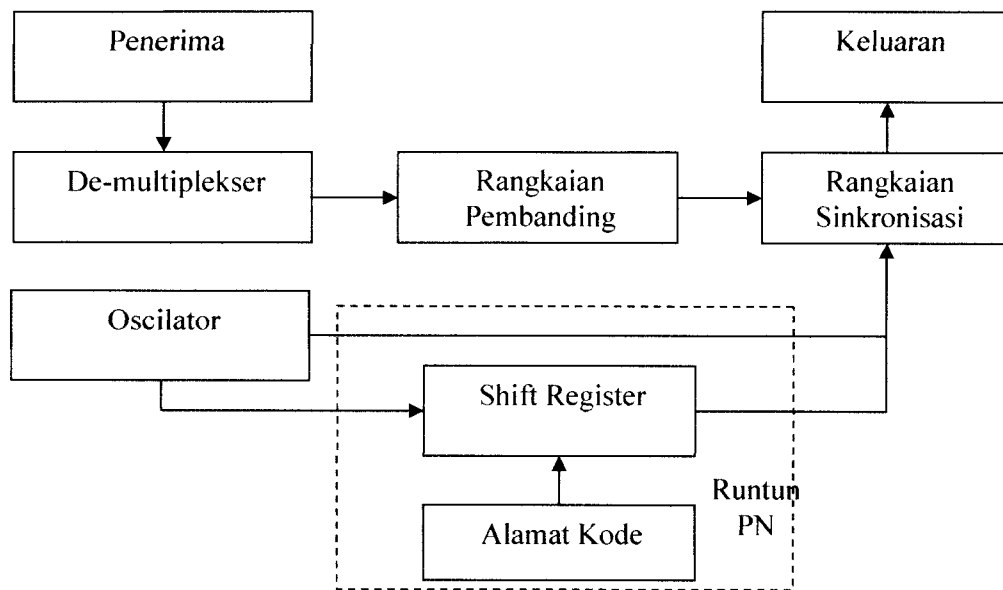 Penerima
Keluaran
De-multiplekser
Rangkaian
Pembanding
Rangkaian
Sinkronisasi
Oscilator
Shift Register
Runtun
PN
Alamat Kode